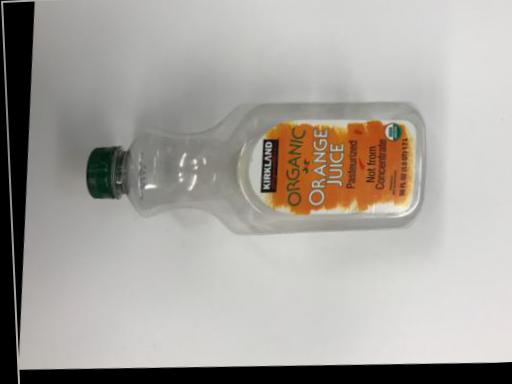 KIRKLAND
ORGANIC
ORANGE
JUICE
Pasteurized
Not from
Concentrate